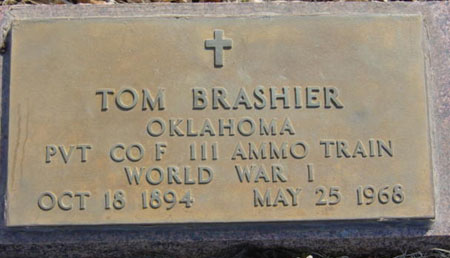 TOM BRASHIER
OKLAHOMA
PVT CO F 111 AMMO TRAIN
WORLD WAR I
OCT 18 1894 MAY 25 1968